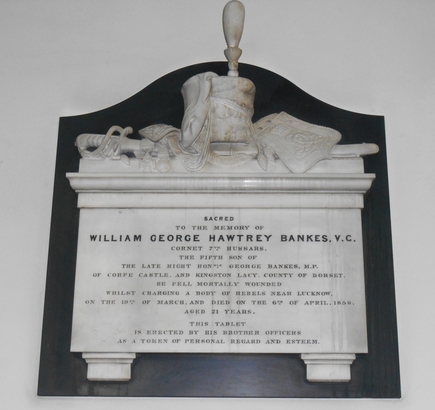 SACRED
TO THE MEMORY OF
WILLIAM GEORGE HAWTREY BANKES, V.C.
CORNET 7TH HUSSARS.
THE FIFTH SON OF
THE LATE RIGHT HONBLE GEORGE BANKES, M.P.
OF CORFE CASTLE, AND KINGSTON LACY, COUNTY OF DORSET.
HE FELL MORTALLY WOUNDED
WHILST CHARGING A BODY OF REBELS NEAR LUCKNOW,
ON THE 19TH OF MARCH, AND DIED ON THE 6TH OF APRIL, 1858.
AGED 21 YEARS.
THIS TABLET
IS ERECTED BY HIS BROTHER OFFICERS
AS A TOKEN OF PERSONAL REGARD AND ESTEEM.